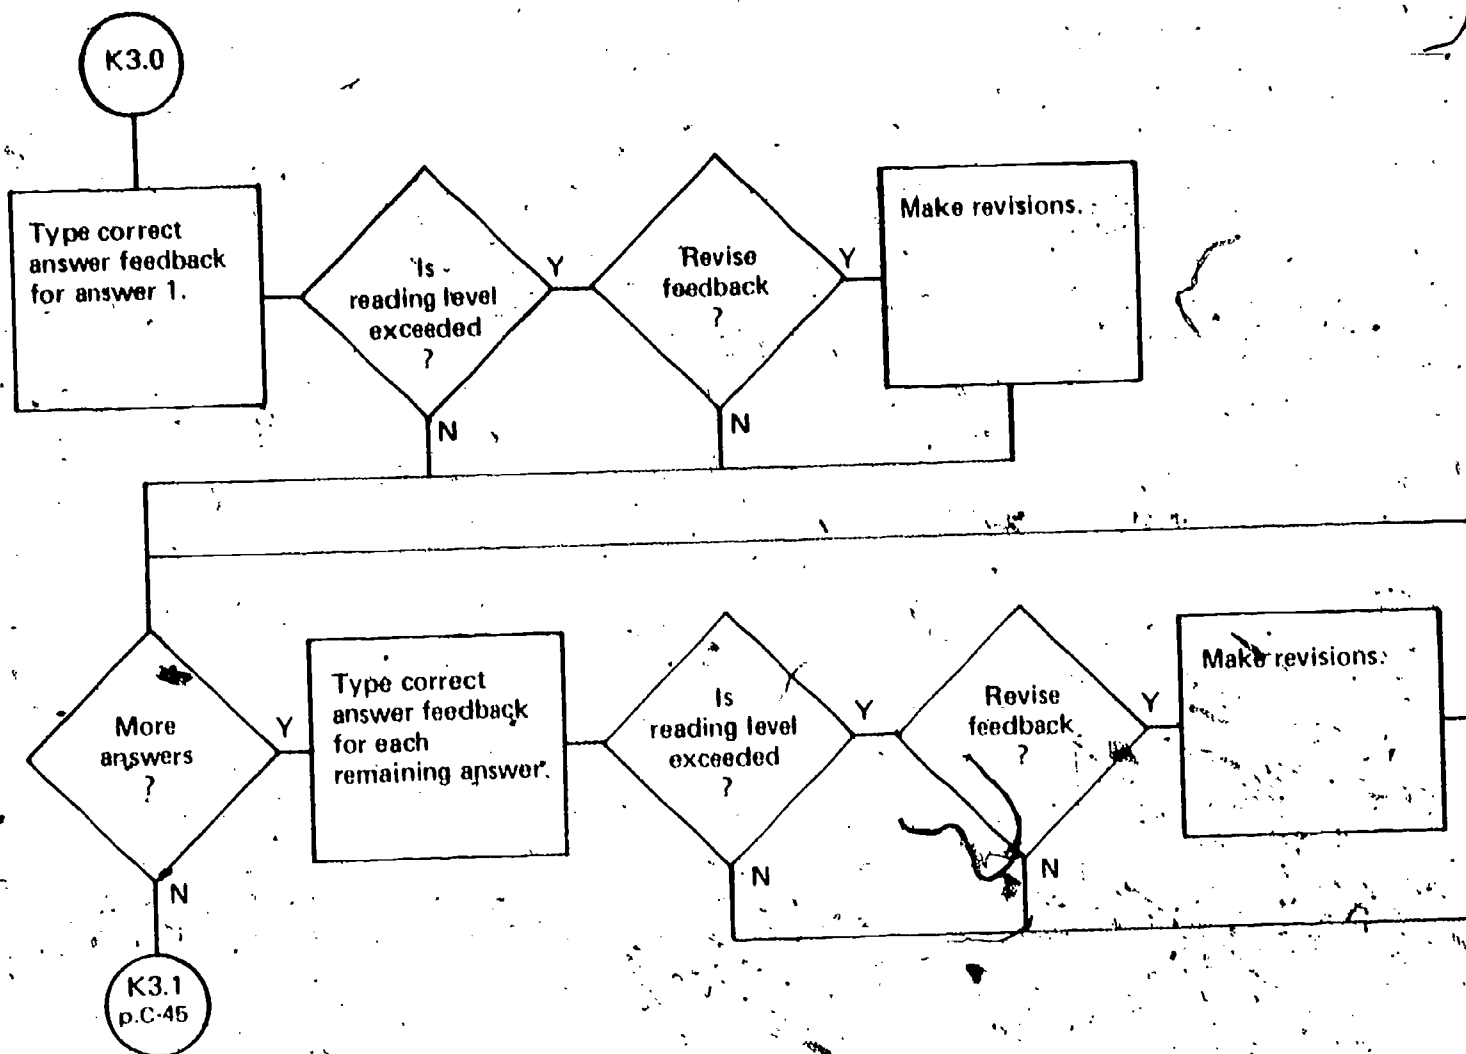 K3.0
Type correct
answer feedback
for answer 1.
Is
reading level
exceeded
?
Y
N
Revise
feedback
?
Y
N
Make revisions.
More
answers
?
Y
N
Type correct
answer feedback
for each
remaining answer.
Is
reading level
exceeded
?
Y
N
Revise
feedback
?
Y
N
Make revisions.
K3.1
p.C-45